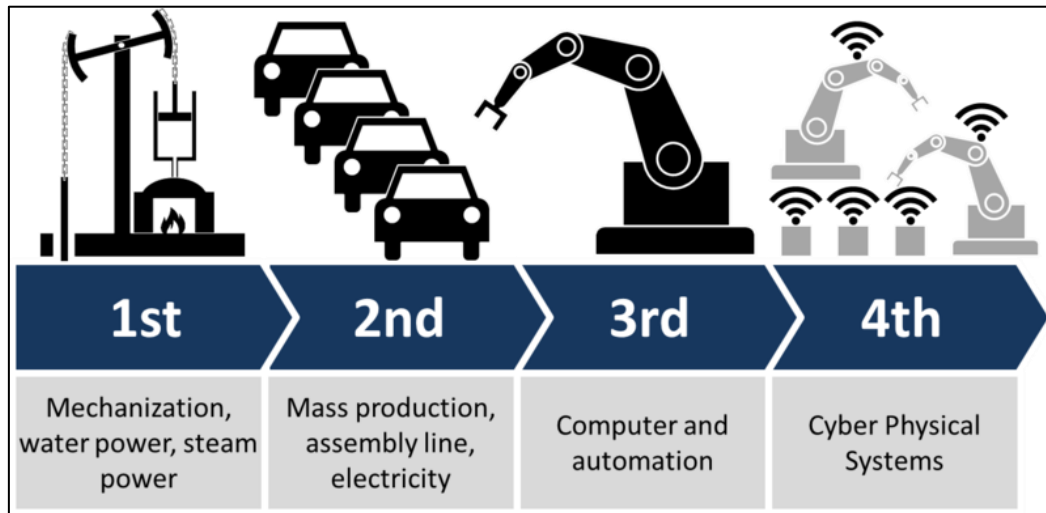 1st
2nd
3rd
4th
Mechanization,
water power, steam
power
Mass production,
assembly line,
electricity
Computer and
automation
Cyber Physical
Systems